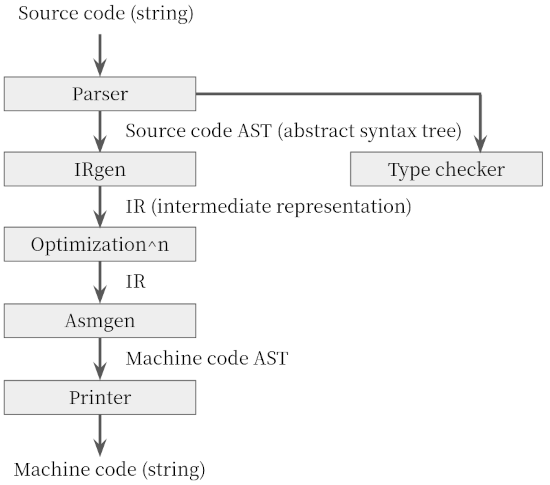 Source code (string)
Parser
Source code AST (abstract syntax tree)
IRgen
Type checker
IR (intermediate representation)
Optimization^n
IR
Asmgen
Machine code AST
Printer
Machine code (string)